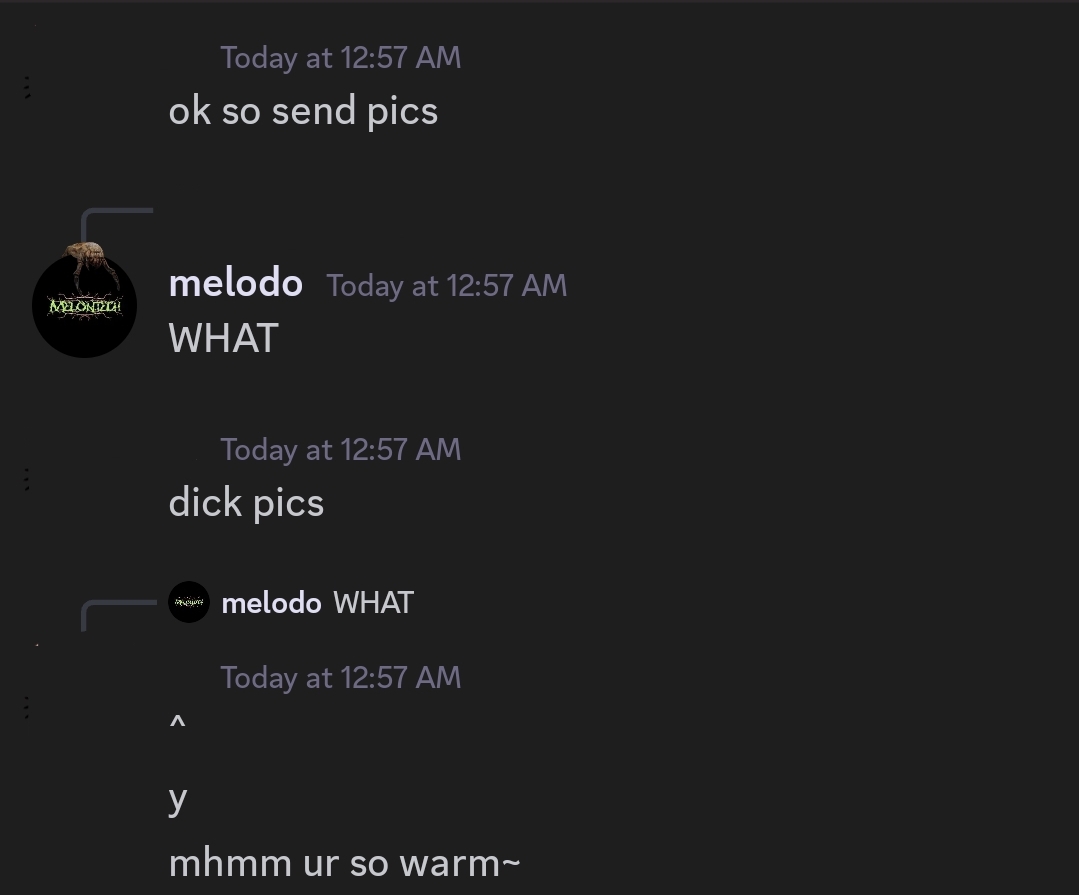 Today at 12:57 AM
ok so send pics
melodo Today at 12:57 AM
WHAT
Today at 12:57 AM
dick pics
melodo WHAT
Today at 12:57 AM
^
y
mhmm ur so warm~